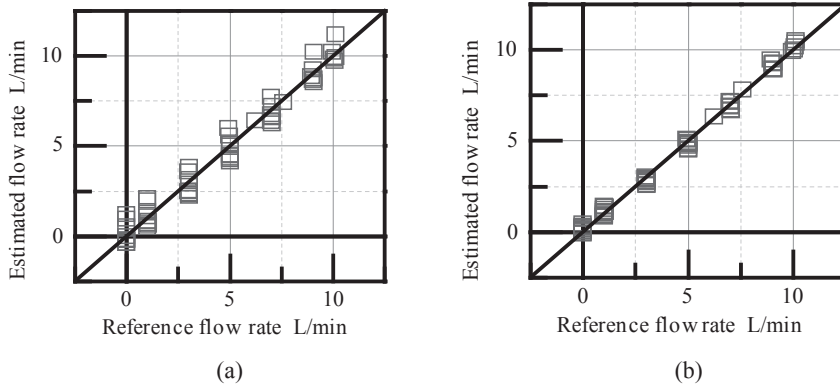 Estimated flow rate L/min
10
5
0
0 5 10
Reference flow rate L/min
(a)
Estimated flow rate L/min
10
5
0
0 5 10
Reference flow rate L/min
(b)